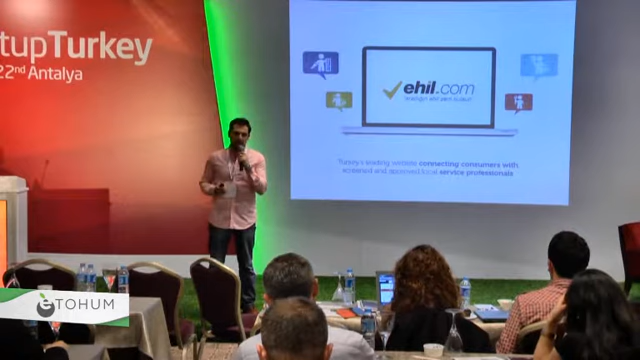 tupTurkey
22nd Antalya
ehil.com
Turkey's leading website connecting consumers with
screened and approved local service professionals
eTOHUM